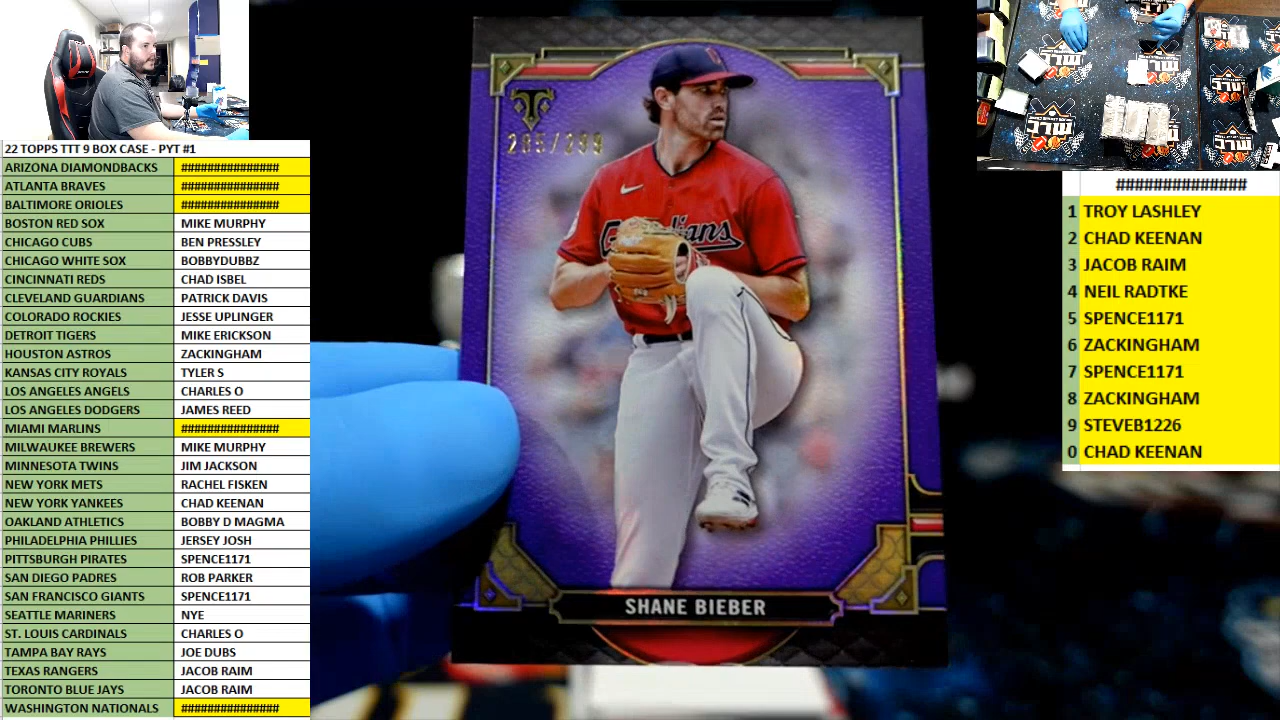 22 TOPPS TTT 9 BOX CASE - PYT #1
ARIZONA DIAMONDBACKS ##############
ATLANTA BRAVES ##############
BALTIMORE ORIOLES ##############
BOSTON RED SOX MIKE MURPHY
CHICAGO CUBS BEN PRESSLEY
CHICAGO WHITE SOX BOBBYDUBBZ
CINCINNATI REDS CHAD ISBEL
CLEVELAND GUARDIANS PATRICK DAVIS
COLORADO ROCKIES JESSE UPLINGER
DETROIT TIGERS MIKE ERICKSON
HOUSTON ASTROS ZACKINGHAM
KANSAS CITY ROYALS TYLER S
LOS ANGELES ANGELS CHARLES O
LOS ANGELES DODGERS JAMES REED
MIAMI MARLINS ##############
MILWAUKEE BREWERS MIKE MURPHY
MINNESOTA TWINS JIM JACKSON
NEW YORK METS RACHEL FISKEN
NEW YORK YANKEES CHAD KEENAN
OAKLAND ATHLETICS BOBBY D MAGMA
PHILADELPHIA PHILLIES JERSEY JOSH
PITTSBURGH PIRATES SPENCE1171
SAN DIEGO PADRES ROB PARKER
SAN FRANCISCO GIANTS SPENCE1171
SEATTLE MARINERS NYE
ST. LOUIS CARDINALS CHARLES O
TAMPA BAY RAYS JOE DUBS
TEXAS RANGERS JACOB RAIM
TORONTO BLUE JAYS JACOB RAIM
WASHINGTON NATIONALS ##############
Guardians
SHANE BIEBER
##############
1 TROY LASHLEY
2 CHAD KEENAN
3 JACOB RAIM
4 NEIL RADTKE
5 SPENCE1171
6 ZACKINGHAM
7 SPENCE1171
8 ZACKINGHAM
9 STEVEB1226
0 CHAD KEENAN